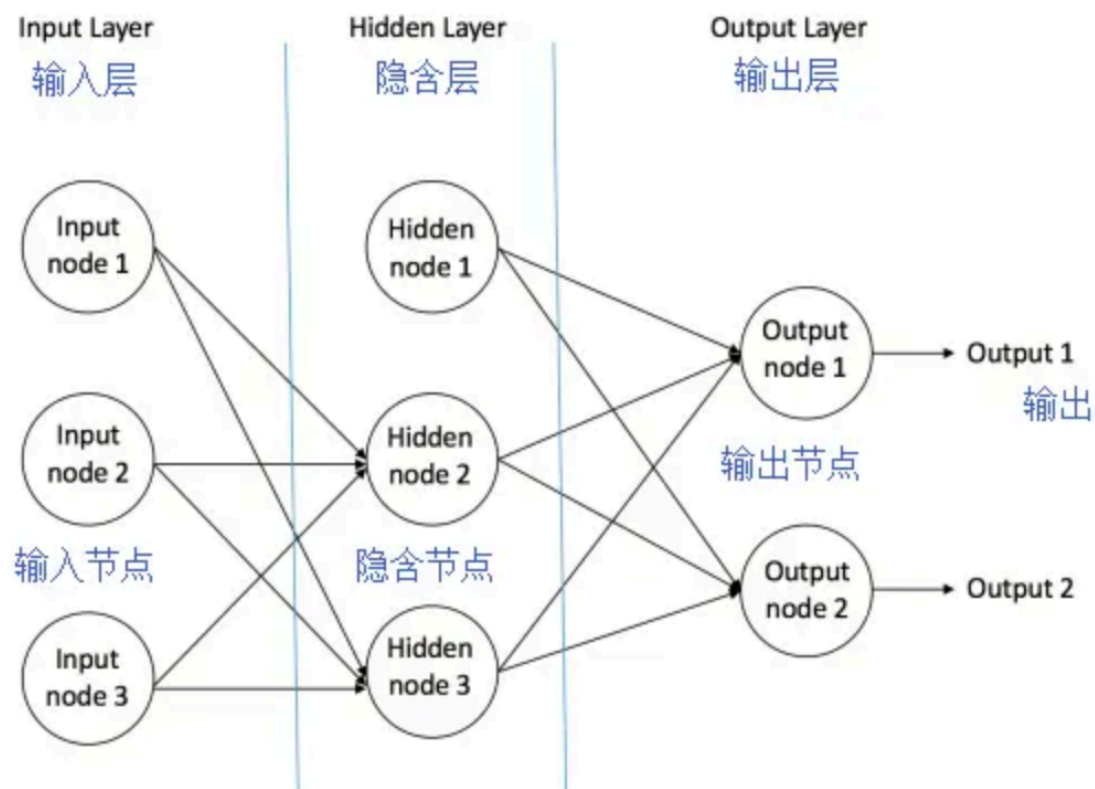 Input Layer
Hidden Layer
Output Layer
输入层
隐含层
输出层
Input
node 1
Hidden
node 1
Output
node 1
Output 1
输出
Input
node 2
Hidden
node 2
输出节点
输入节点
隐含节点
Output
node 2
Output 2
Input
node 3
Hidden
node 3